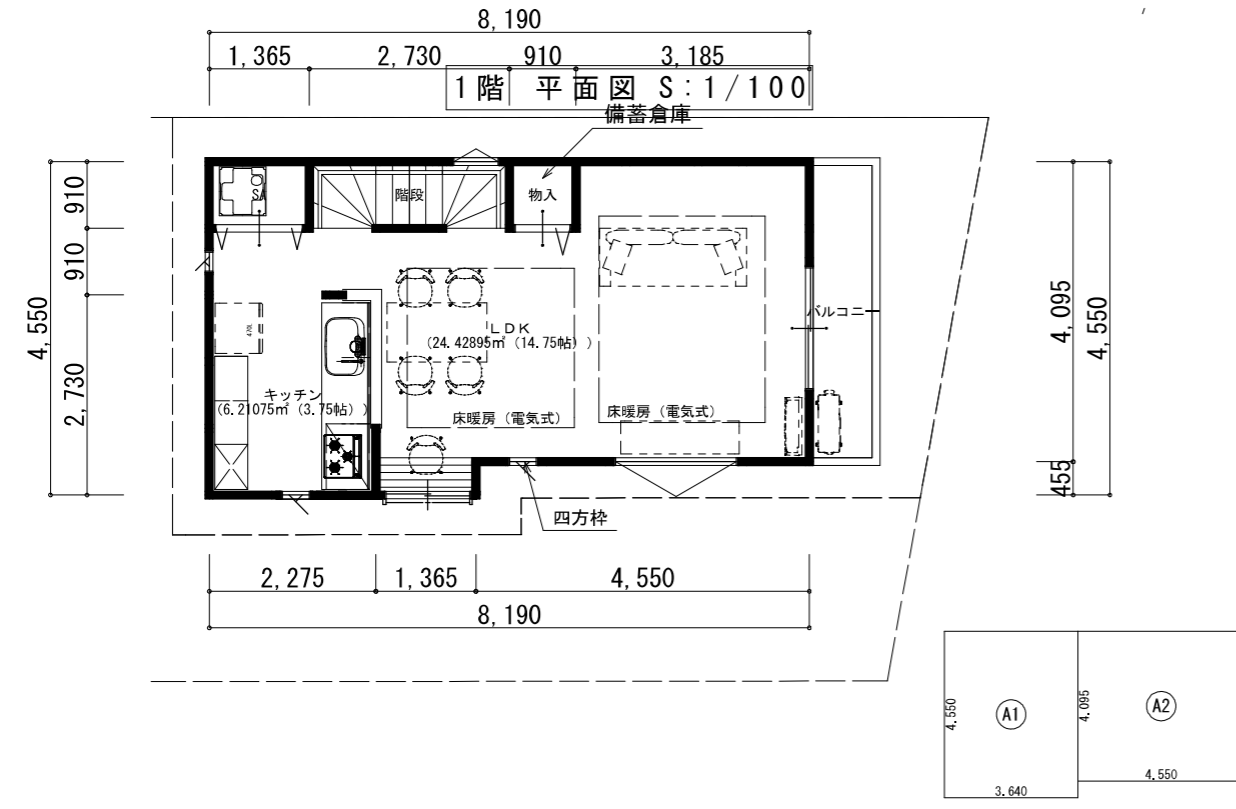 8,190
1,365 2,730 910 3,185
1階 平面図 S:1/100
備蓄倉庫
910
910
2,730
4,550
階段
物入
バルコニー
LDK
(24.42895㎡(14.75帖))
470L
キッチン
(6.21075㎡(3.75帖))
床暖房(電気式)
床暖房(電気式)
四方枠
4,095
455
4,550
2,275 1,365 4,550
8,190
4.550
A1
3.640
4.095
A2
4.550